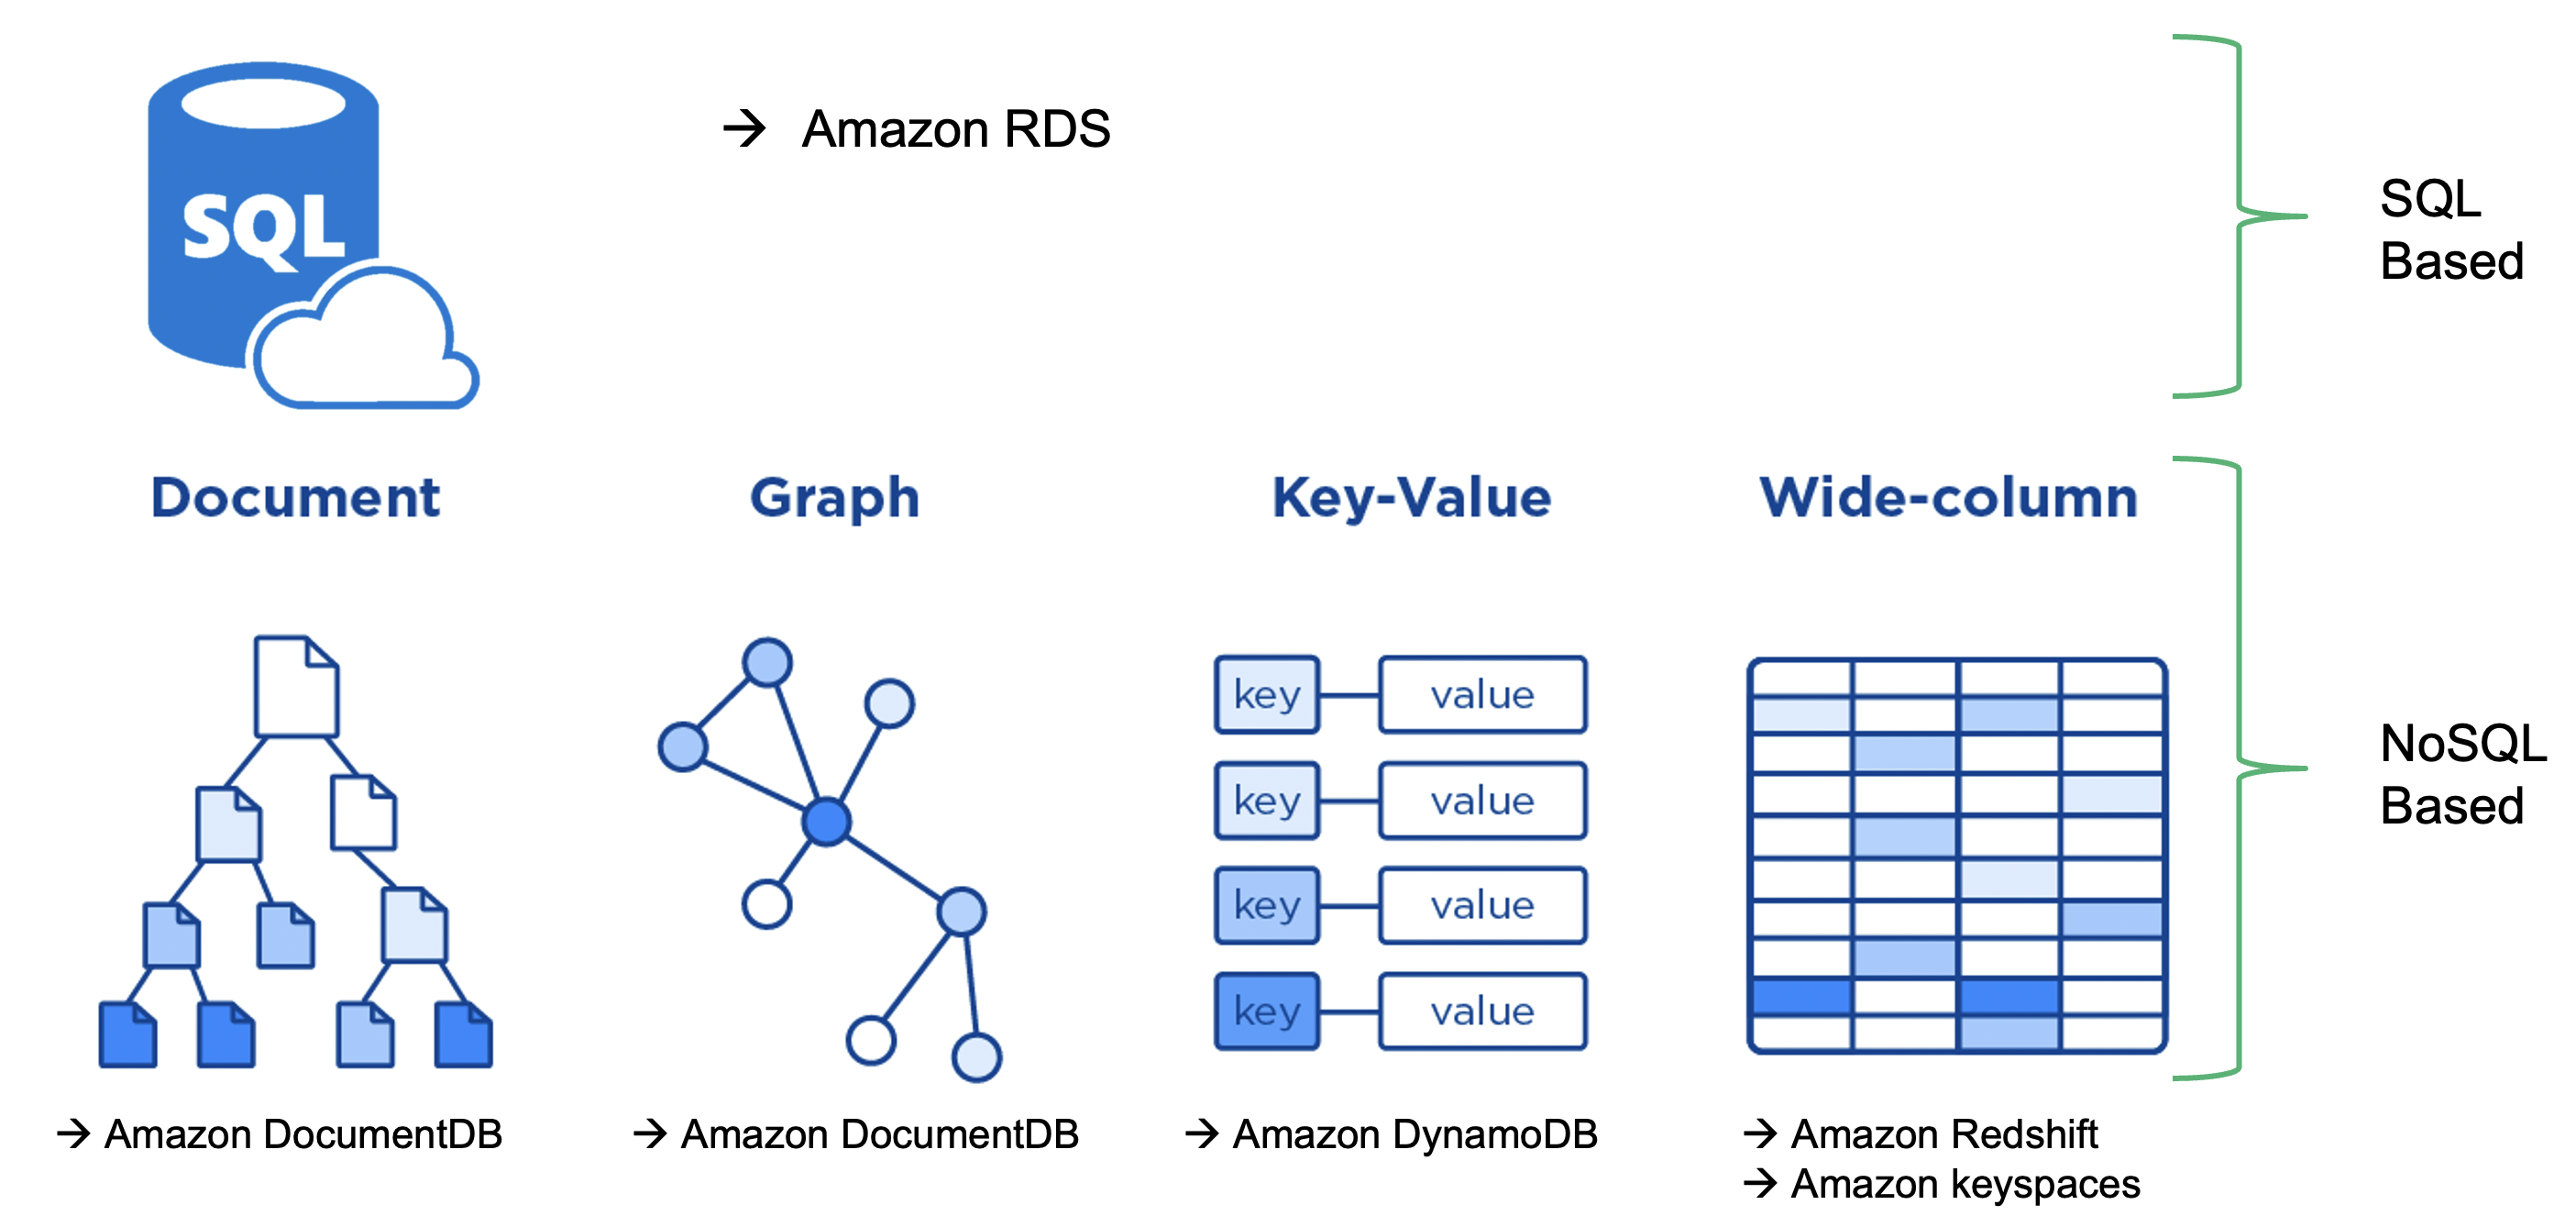 SQL
→ Amazon RDS
SQL
Based
Document
Graph
Key-Value
Wide-column
key
value
key
value
key
value
key
value
NoSQL
Based
→ Amazon DocumentDB
→ Amazon DocumentDB
→ Amazon DynamoDB
→ Amazon Redshift
→ Amazon keyspaces